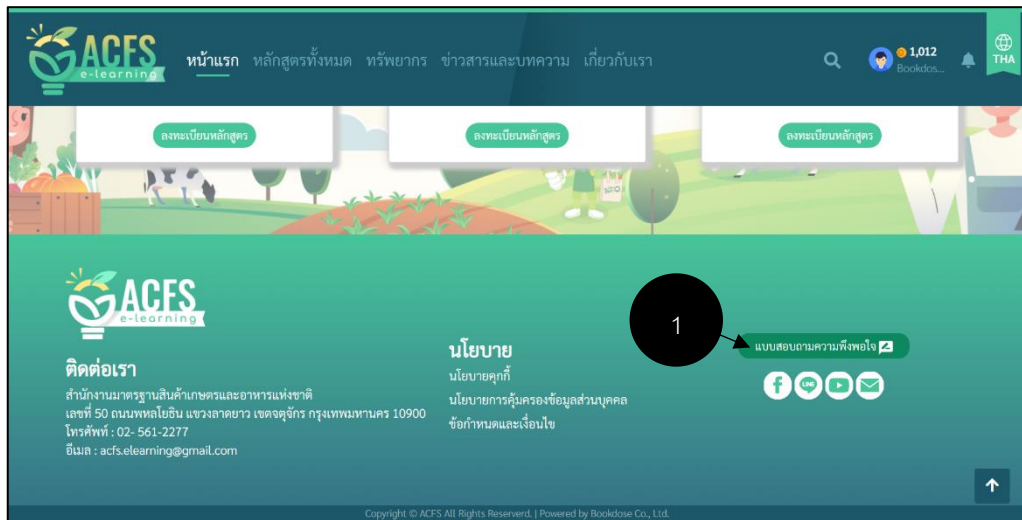 ACFS
e-learning
หน้าแรก หลักสูตรทั้งหมด ทรัพยากร ข่าวสารและบทความ เกี่ยวกับเรา
1,012
Bookdos...
THA
ลงทะเบียนหลักสูตร ลงทะเบียนหลักสูตร ลงทะเบียนหลักสูตร
ACFS
e-learning
ติดต่อเรา
สำนักงานมาตรฐานสินค้าเกษตรและอาหารแห่งชาติ
เลขที่ 50 ถนนพหลโยธิน แขวงลาดยาว เขตจตุจักร กรุงเทพมหานคร 10900
โทรศัพท์ : 02- 561-2277
อีเมล : acfs.elearning@gmail.com
นโยบาย
นโยบายคุกกี้
นโยบายการคุ้มครองข้อมูลส่วนบุคคล
ข้อกำหนดและเงื่อนไข
1
แบบสอบถามความพึงพอใจ
LINE
Copyright © ACFS All Rights Reserverd. | Powered by Bookdose Co., Ltd.